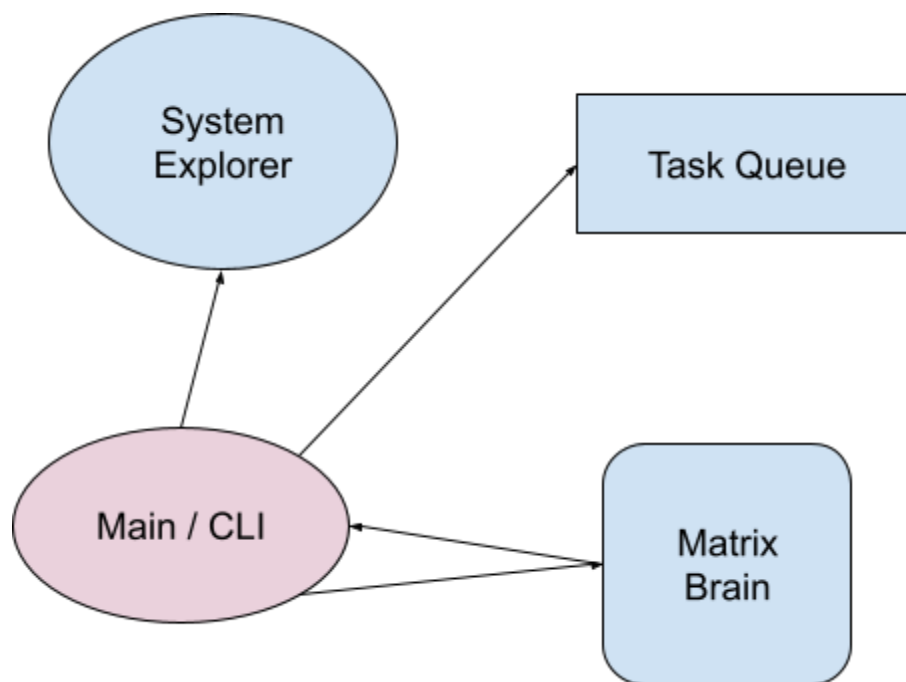 System
Explorer
Task Queue
Main / CLI
Matrix
Brain